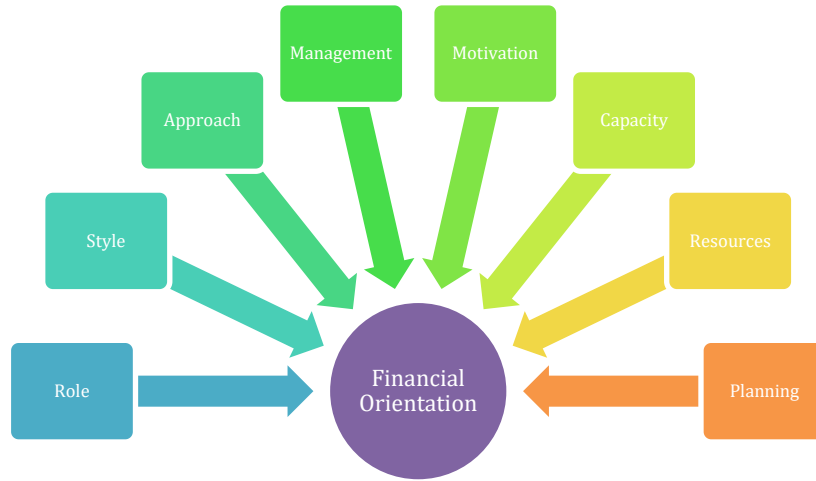 Management
Motivation
Approach
Capacity
Style
Resources
Role
Financial
Orientation
Planning